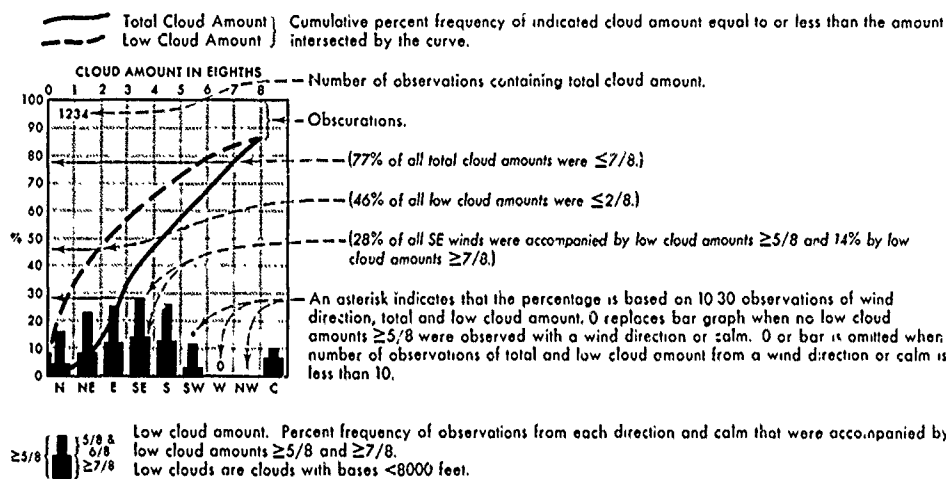 Total Cloud Amount
Low Cloud Amount
Cumulative percent frequency of indicated cloud amount equal to or less than the amount
intersected by the curve.
CLOUD AMOUNT IN EIGHTHS
0 1 2 3 4 5 6 7 8
Number of observations containing total cloud amount.
100
1234
90
Obscurations.
80
(77% of all total cloud amounts were ≤7/8.)
70
(46% of all low cloud amounts were ≤2/8.)
60
%
50
(28% of all SE winds were accompanied by low cloud amounts ≥5/8 and 14% by low
cloud amounts ≥7/8.)
40
30
An asterisk indicates that the percentage is based on 10 30 observations of wind
direction, total and low cloud amount. 0 replaces bar graph when no low cloud
amounts ≥5/8 were observed with a wind direction or calm. 0 or bar is omitted when
number of observations of total and low cloud amount from a wind direction or calm is
less than 10.
20
*
10
0
0
N NE E SE S SW W NW C
≥5/8
5/8 &
6/8
≥7/8
Low cloud amount. Percent frequency of observations from each direction and calm that were accompanied by
low cloud amounts ≥5/8 and ≥7/8.
Low clouds are clouds with bases <8000 feet.